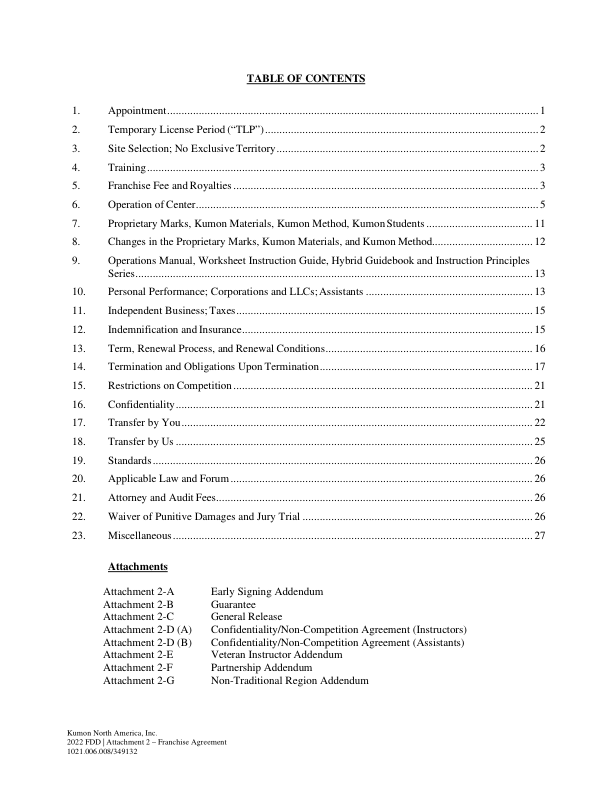 TABLE OF CONTENTS
1. Appointment ........ 1
2. Temporary License Period (“TLP”) ........ 2
3. Site Selection; No Exclusive Territory ........ 2
4. Training ........ 3
5. Franchise Fee and Royalties ........ 3
6. Operation of Center ........ 5
7. Proprietary Marks, Kumon Materials, Kumon Method, Kumon Students ........ 11
8. Changes in the Proprietary Marks, Kumon Materials, and Kumon Method ........ 12
9. Operations Manual, Worksheet Instruction Guide, Hybrid Guidebook and Instruction Principles
Series ........ 13
10. Personal Performance; Corporations and LLCs; Assistants ........ 13
11. Independent Business; Taxes ........ 15
12. Indemnification and Insurance ........ 15
13. Term, Renewal Process, and Renewal Conditions ........ 16
14. Termination and Obligations Upon Termination ........ 17
15. Restrictions on Competition ........ 21
16. Confidentiality ........ 21
17. Transfer by You ........ 22
18. Transfer by Us ........ 25
19. Standards ........ 26
20. Applicable Law and Forum ........ 26
21. Attorney and Audit Fees ........ 26
22. Waiver of Punitive Damages and Jury Trial ........ 26
23. Miscellaneous ........ 27
Attachments
Attachment 2-A Early Signing Addendum
Attachment 2-B Guarantee
Attachment 2-C General Release
Attachment 2-D (A) Confidentiality/Non-Competition Agreement (Instructors)
Attachment 2-D (B) Confidentiality/Non-Competition Agreement (Assistants)
Attachment 2-E Veteran Instructor Addendum
Attachment 2-F Partnership Addendum
Attachment 2-G Non-Traditional Region Addendum
Kumon North America, Inc.
2022 FDD | Attachment 2 – Franchise Agreement
1021.006.008/349132